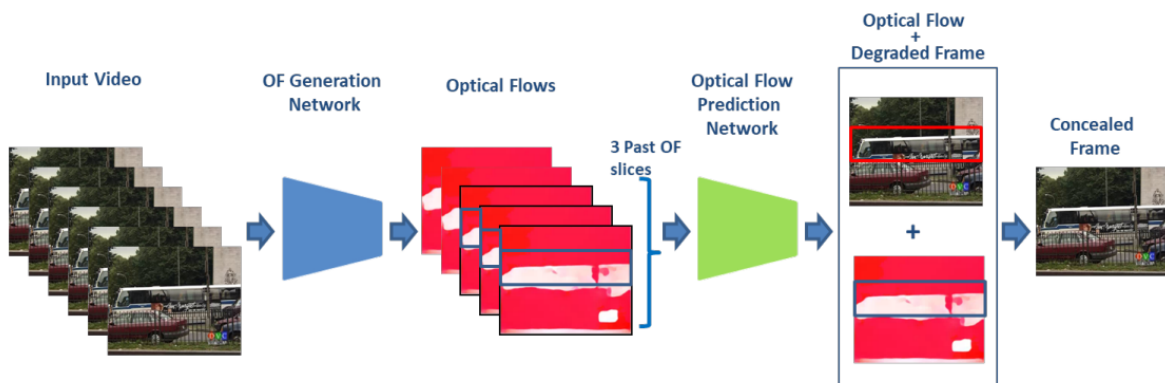 Input Video
OF Generation
Network
Optical Flows
3 Past OF
slices
Optical Flow
Prediction
Network
Optical Flow
+
Degraded Frame
+
Concealed
Frame
DVC